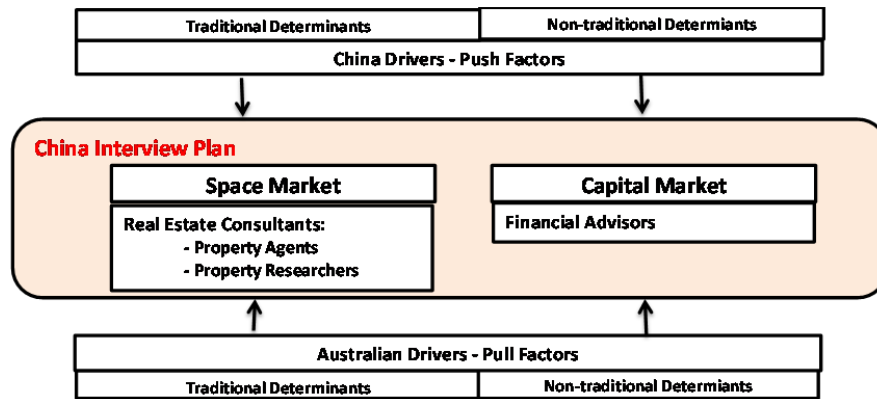 Traditional Determinants
Non-traditional Determiants
China Drivers - Push Factors
China Interview Plan
Space Market
Capital Market
Real Estate Consultants:
- Property Agents
- Property Researchers
Financial Advisors
Australian Drivers - Pull Factors
Traditional Determinants
Non-traditional Determiants